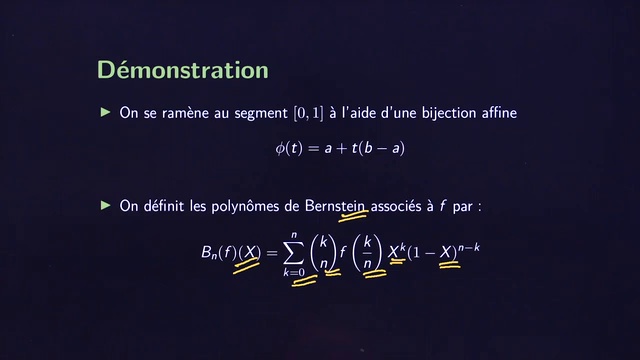 Démonstration
▶ On se ramène au segment [0, 1] à l'aide d'une bijection affine
ϕ(t) = a + t(b − a)
▶ On définit les polynômes de Bernstein associés à f par :
B_n(f)(X) = \sum_{k=0}^{n} \binom{k}{n} f\left(\frac{k}{n}\right) X^k (1 − X)^{n−k}